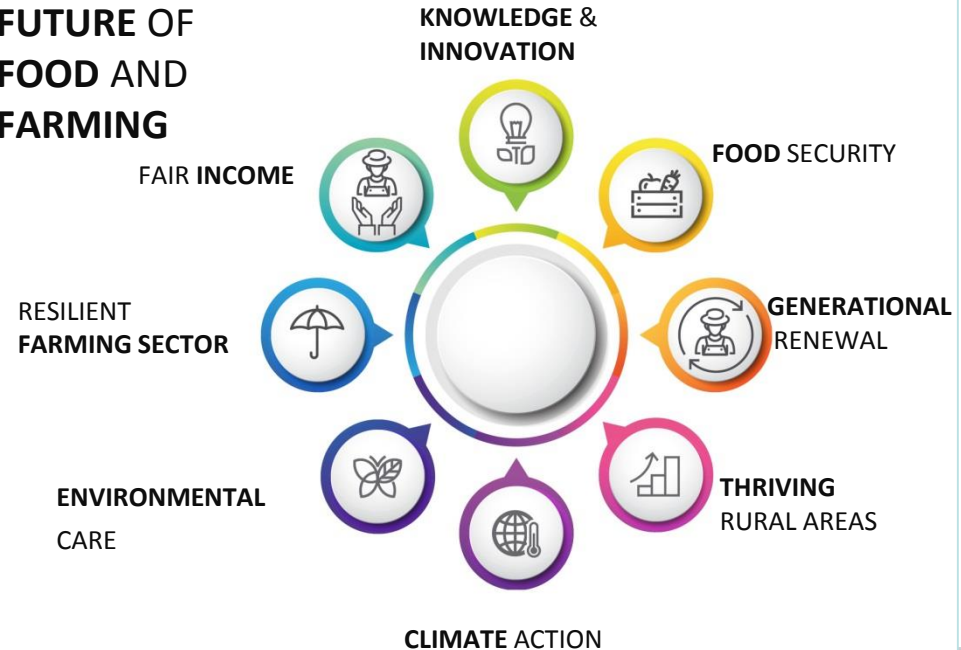 FUTURE OF
FOOD AND
FARMING
KNOWLEDGE &
INNOVATION
FOOD SECURITY
FAIR INCOME
GENERATIONAL
RENEWAL
RESILIENT
FARMING SECTOR
THRIVING
RURAL AREAS
ENVIRONMENTAL
CARE
CLIMATE ACTION